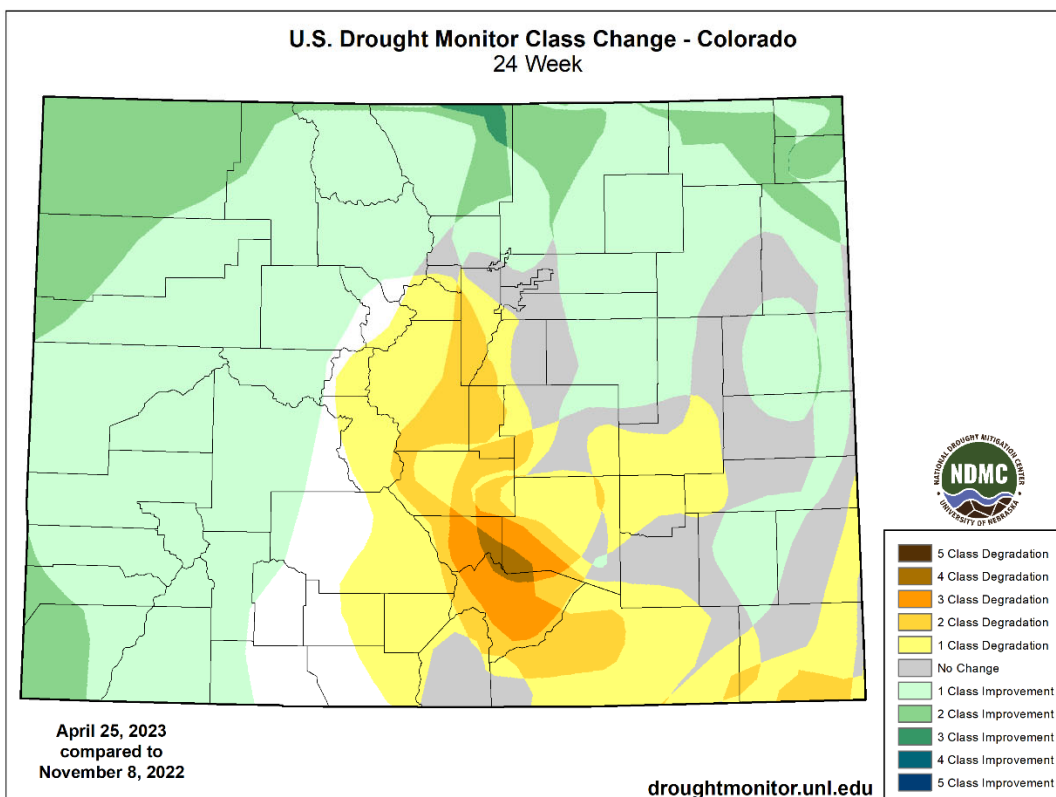 U.S. Drought Monitor Class Change - Colorado
24 Week
NATIONAL DROUGHT MITIGATION CENTER
NDMC
UNIVERSITY OF NEBRASKA
5 Class Degradation
4 Class Degradation
3 Class Degradation
2 Class Degradation
1 Class Degradation
No Change
1 Class Improvement
2 Class Improvement
3 Class Improvement
4 Class Improvement
5 Class Improvement
April 25, 2023
compared to
November 8, 2022
droughtmonitor.unl.edu